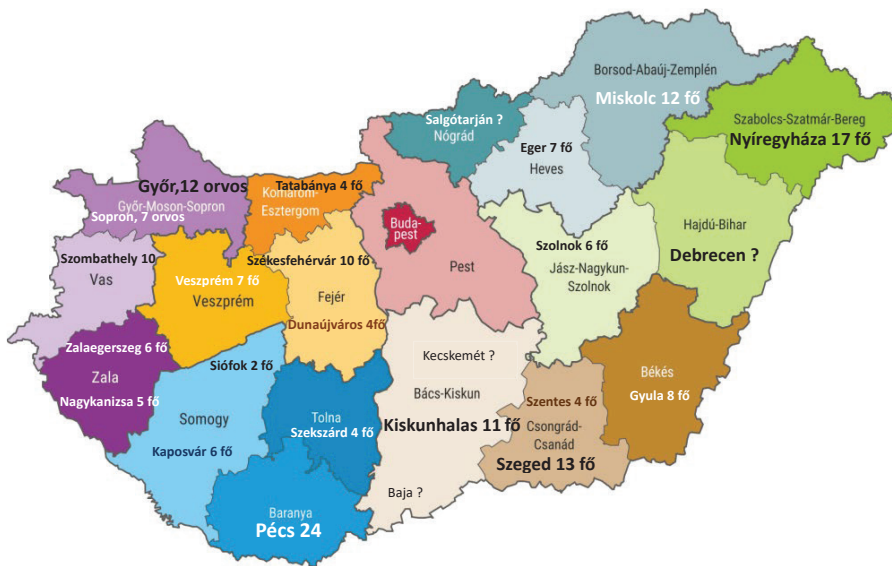 Borsod-Abaúj-Zemplén
Miskolc 12 fő
Szabolcs-Szatmár-Bereg
Nyíregyháza 17 fő
Salgótarján ?
Nógrád
Eger 7 fő
Heves
Győr,12 orvos
Győr-Moson-Sopron
Sopron, 7 orvos
Tatabánya 4 fő
Komárom-
Esztergom
Buda-
pest
Pest
Hajdú-Bihar
Debrecen ?
Szolnok 6 fő
Jász-Nagykun-
Szolnok
Szombathely 10
Vas
Veszprém 7 fő
Veszprém
Székesfehérvár 10 fő
Fejér
Dunaújváros 4fő
Zalaegerszeg 6 fő
Zala
Nagykanizsa 5 fő
Siófok 2 fő
Somogy
Kaposvár 6 fő
Tolna
Szekszárd 4 fő
Kecskemét ?
Bács-Kiskun
Kiskunhalas 11 fő
Baja ?
Szentes 4 fő
Csongrád-
Csanád
Szeged 13 fő
Békés
Gyula 8 fő
Baranya
Pécs 24